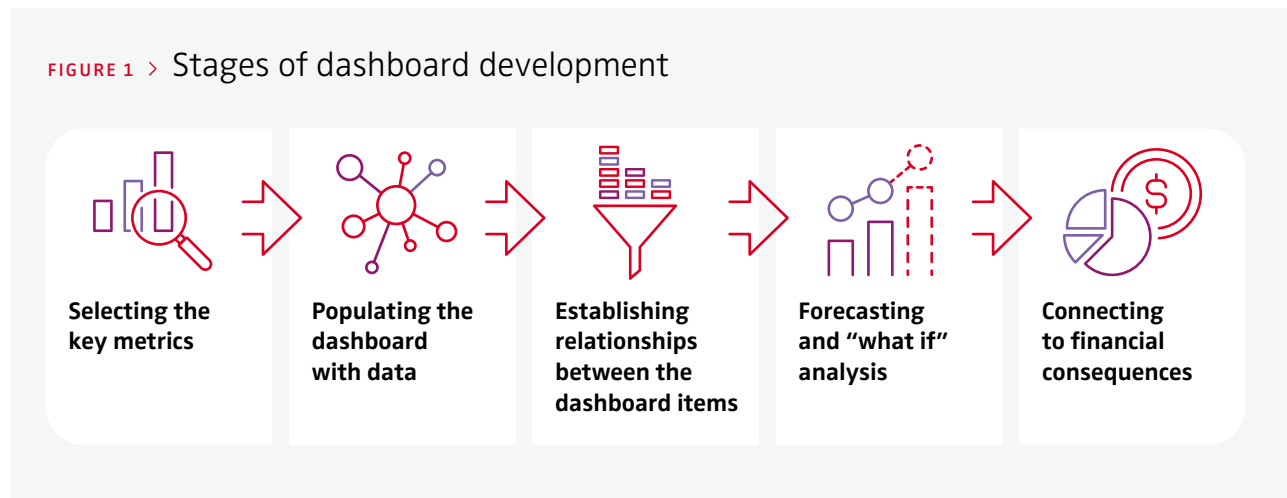 FIGURE 1 > Stages of dashboard development
Selecting the
key metrics
Populating the
dashboard
with data
Establishing
relationships
between the
dashboard items
Forecasting
and “what if”
analysis
$
Connecting
to financial
consequences